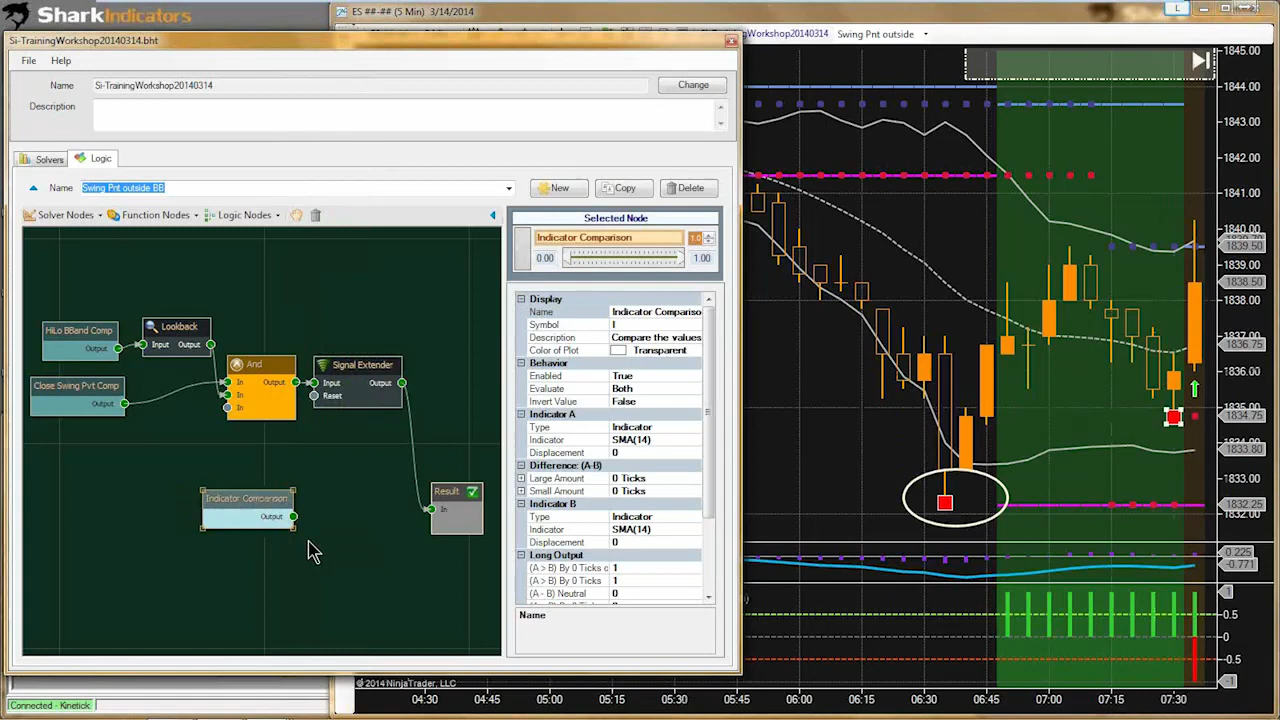 SharkIndicators
ES ##-## (5 Min) 3/14/2014
L
Si-TrainingWorkshop20140314.bht
ngWorkshop20140314 Swing Pnt outside
File Help
Name Si-TrainingWorkshop20140314 Change
Description
Solvers Logic
Name Swing Pnt outside BB New Copy Delete
Solver Nodes Function Nodes Logic Nodes
Selected Node
Indicator Comparison 1.0
0.00 1.00
HiLo BBand Comp
Output
Lookback
Input Output
Close Swing Pvt Comp
Output
And
In Output
In
In
Signal Extender
Input Output
Reset
Indicator Comparison
Output
Result
In
Display
Name Indicator Compariso
Symbol I
Description Compare the values
Color of Plot Transparent
Behavior
Enabled True
Evaluate Both
Invert Value False
Indicator A
Type Indicator
Indicator SMA(14)
Displacement 0
Difference: (A-B)
Large Amount 0 Ticks
Small Amount 0 Ticks
Indicator B
Type Indicator
Indicator SMA(14)
Displacement 0
Long Output
(A > B) By 0 Ticks c 1
(A > B) By 0 Ticks 1
(A - B) Neutral 0
Name
1845.00
1844.00
1843.00
1842.00
1841.00
1840.00
1839.50
1839.00
1838.50
1838.00
1837.00
1836.75
1836.00
1834.75
1833.80
1833.00
1832.25
1832.00
0.225
-0.771
1
0.5
0
-0.5
-1
© 2014 NinjaTrader, LLC
04:30 04:45 05:00 05:15 05:30 05:45 06:00 06:15 06:30 06:45 07:00 07:15 07:30
Connected - Kinetick